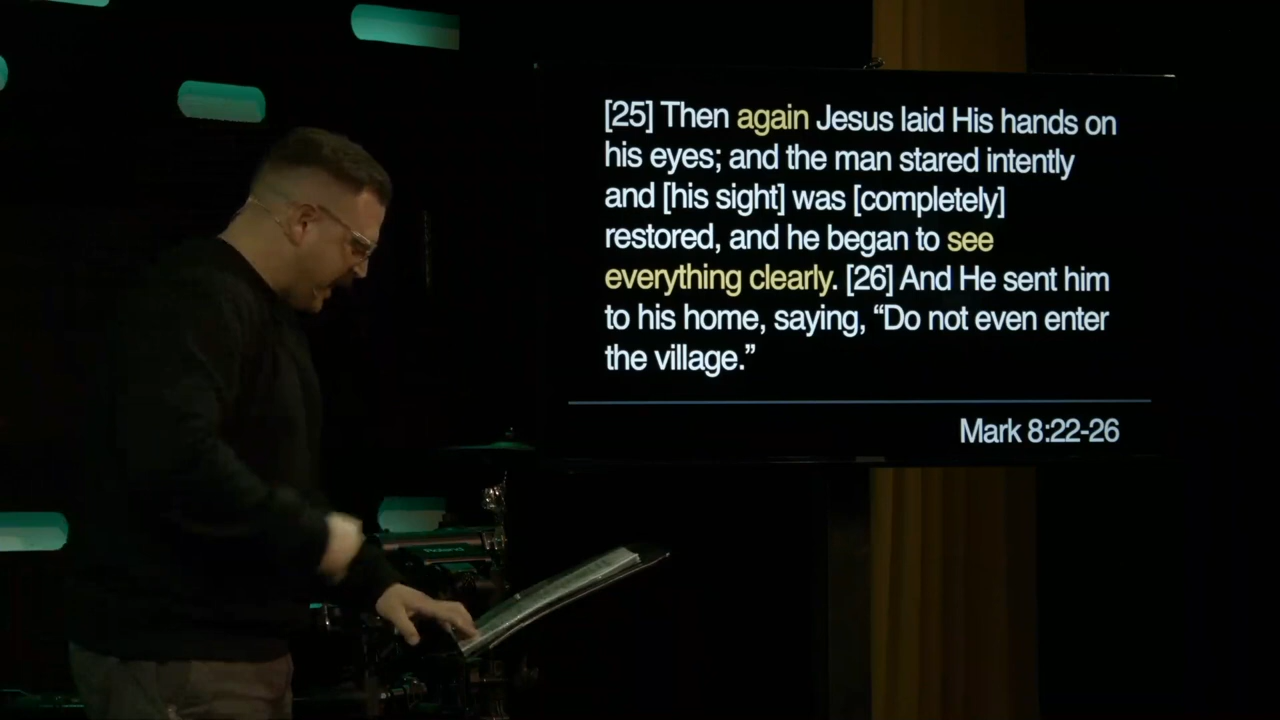 [25] Then again Jesus laid His hands on
his eyes; and the man stared intently
and [his sight] was [completely]
restored, and he began to see
everything clearly. [26] And He sent him
to his home, saying, “Do not even enter
the village.”
Mark 8:22-26
Roland